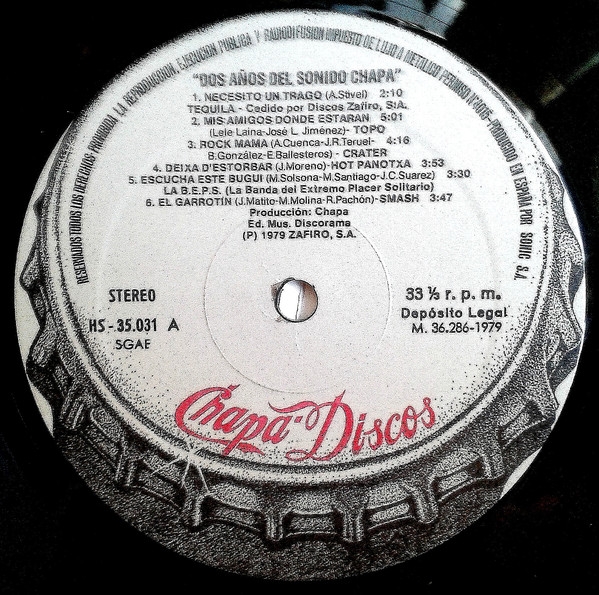 RESERVADOS TODOS LOS DERECHOS PROHIBIDA LA REPRODUCCION, EJECUCION PUBLICA Y RADIODIFUSION IMPUESTO DE LUJO A METALICO PERMISO N.º PRODUCIDO EN ESPAÑA POR SONIC S.A.
"DOS AÑOS DEL SONIDO CHAPA"
1. NECESITO UN TRAGO (A.Stivel) 2:10
TEQUILA - Cedido por Discos Zafiro, S.A.
2. MIS AMIGOS DONDE ESTARAN 5:01
(Lele Laina-José L. Jiménez)- TOPO
3. ROCK MAMA (A.Cuenca-J.R.Teruel- 4:16
B.González-E.Ballesteros) - CRATER
4. DEIXA D'ESTORBAR (J.Moreno)-HOT PANOTXA 3:53
5. ESCUCHA ESTE BUGUI (M.Solsona-M.Santiago-J.C.Suarez) 3:30
LA B.E.P.S. (La Banda del Extremo Placer Solitario)
6. EL GARROTÍN (J.Matito-M.Molina-R.Pachón)-SMASH 3:47
Producción: Chapa
Ed. Mus. Discorama
(P) 1979 ZAFIRO, S.A.
STEREO
HS-35.031 A
SGAE
33 ⅓ r. p. m.
Depósito Legal
M. 36.286-1979
Chapa-Discos